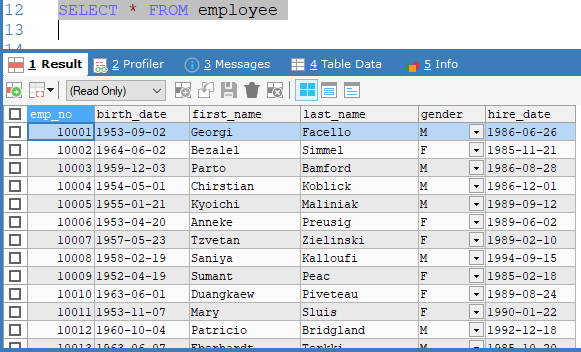 12 SELECT * FROM employee
13
1 Result 2 Profiler 3 Messages 4 Table Data 5 Info
(Read Only)
emp_no birth_date first_name last_name gender hire_date
10001 1953-09-02 Georgi Facello M 1986-06-26
10002 1964-06-02 Bezalel Simmel F 1985-11-21
10003 1959-12-03 Parto Bamford M 1986-08-28
10004 1954-05-01 Chirstian Koblick M 1986-12-01
10005 1955-01-21 Kyoichi Maliniak M 1989-09-12
10006 1953-04-20 Anneke Preusig F 1989-06-02
10007 1957-05-23 Tzvetan Zielinski F 1989-02-10
10008 1958-02-19 Saniya Kalloufi M 1994-09-15
10009 1952-04-19 Sumant Peac F 1985-02-18
10010 1963-06-01 Duangkaew Piveteau F 1989-08-24
10011 1953-11-07 Mary Sluis F 1990-01-22
10012 1960-10-04 Patricio Bridgland M 1992-12-18